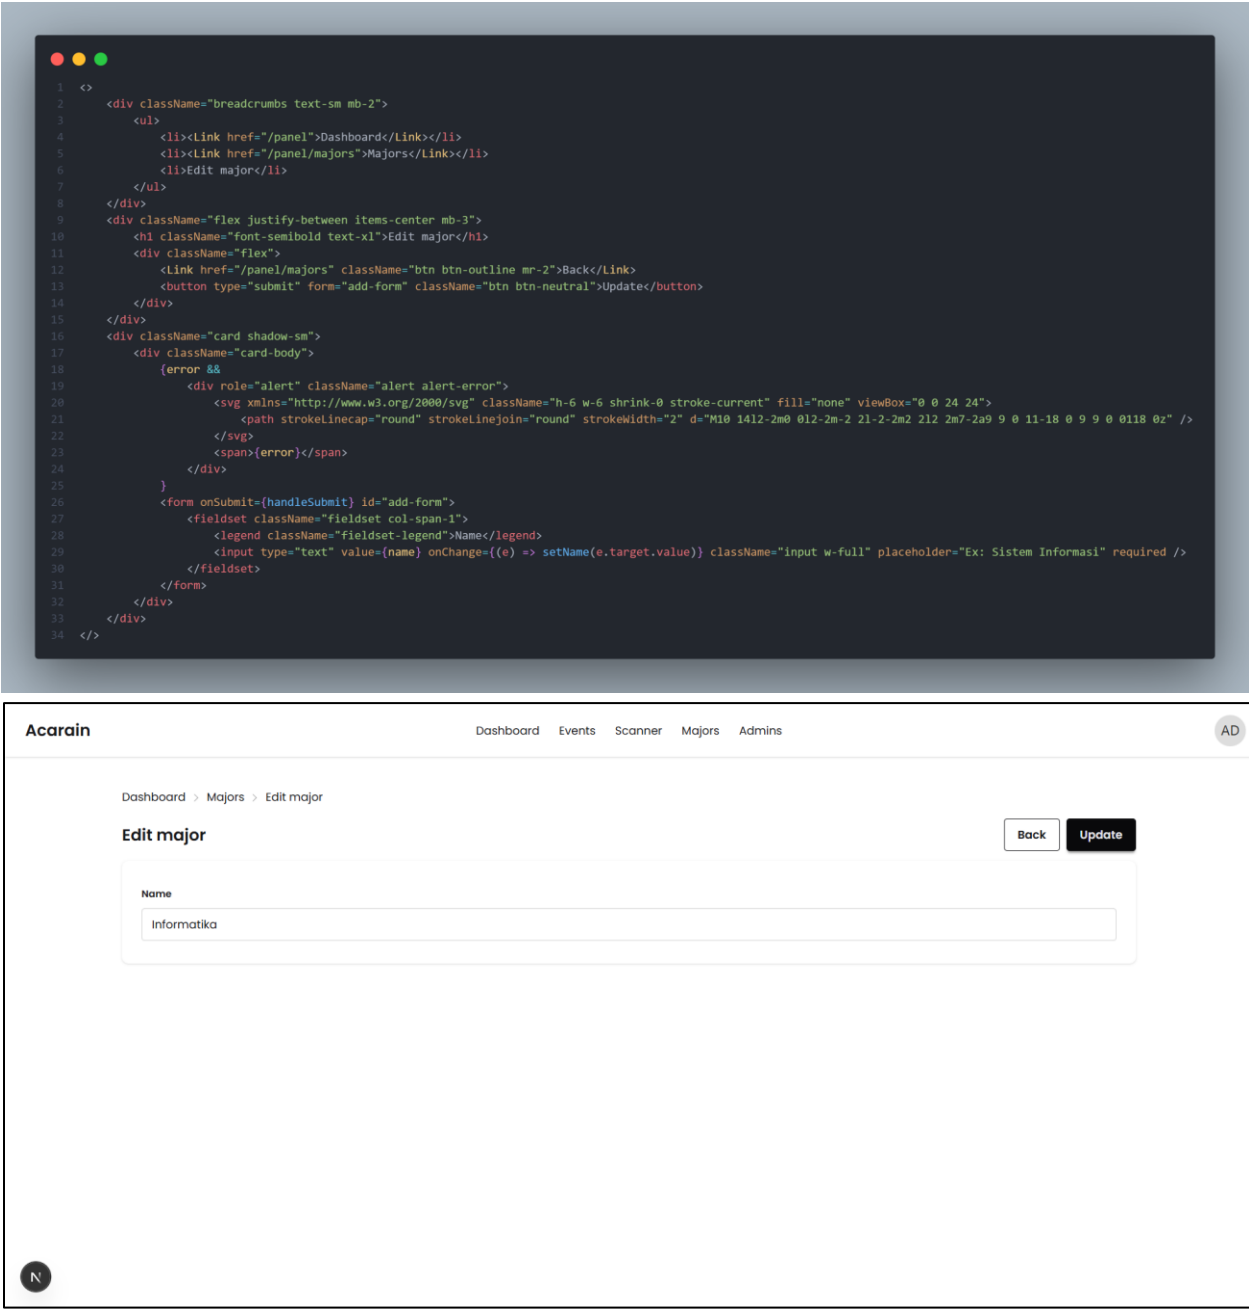 1 <>
2 <div className="breadcrumbs text-sm mb-2">
3 <ul>
4 <li><Link href="/panel">Dashboard</Link></li>
5 <li><Link href="/panel/majors">Majors</Link></li>
6 <li>Edit major</li>
7 </ul>
8 </div>
9 <div className="flex justify-between items-center mb-3">
10 <h1 className="font-semibold text-xl">Edit major</h1>
11 <div className="flex">
12 <Link href="/panel/majors" className="btn btn-outline mr-2">Back</Link>
13 <button type="submit" form="add-form" className="btn btn-neutral">Update</button>
14 </div>
15 </div>
16 <div className="card shadow-sm">
17 <div className="card-body">
18 {error &&
19 <div role="alert" className="alert alert-error">
20 <svg xmlns="http://www.w3.org/2000/svg" className="h-6 w-6 shrink-0 stroke-current" fill="none" viewBox="0 0 24 24">
21 <path strokeLinecap="round" strokeLinejoin="round" strokeWidth="2" d="M10 14l2-2m0 0l2-2m-2 2l-2-2m2 2l2 2m7-2a9 9 0 11-18 0 9 9 0 0118 0z" />
22 </svg>
23 <span>{error}</span>
24 </div>
25 }
26 <form onSubmit={handleSubmit} id="add-form">
27 <fieldset className="fieldset col-span-1">
28 <legend className="fieldset-legend">Name</legend>
29 <input type="text" value={name} onChange={(e) => setName(e.target.value)} className="input w-full" placeholder="Ex: Sistem Informasi" required />
30 </fieldset>
31 </form>
32 </div>
33 </div>
34 </>
Acarain Dashboard Events Scanner Majors Admins AD
Dashboard > Majors > Edit major
Edit major Back Update
Name
Informatika
N